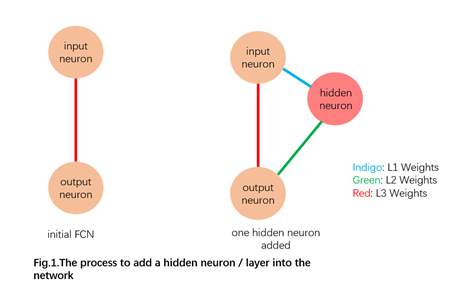 input
neuron
output
neuron
initial FCN
input
neuron
hidden
neuron
output
neuron
one hidden neuron
added
Indigo: L1 Weights
Green: L2 Weights
Red: L3 Weights
Fig.1.The process to add a hidden neuron / layer into the
network